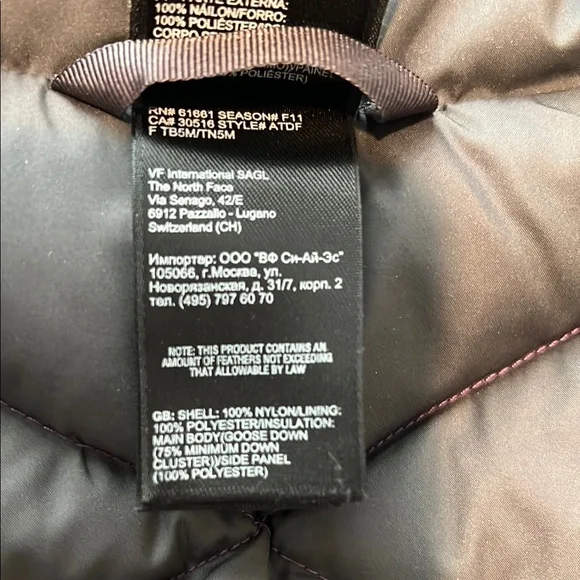 EXTERNA:
100% NÁILON/FORRO:
100% POLIÉSTER/
CORPO
POLIÉSTER)
RN# 61661 SEASON# F11
CA# 30516 STYLE# ATDF
F TB5M/TN5M
VF International SAGL
The North Face
Via Senago, 42/E
6912 Pazzallo - Lugano
Switzerland (CH)
Импортер: ООО "ВФ Си-Ай-Эс"
105066, г.Москва, ул.
Новорязанская, д. 31/7, корп. 2
тел. (495) 797 60 70
NOTE: THIS PRODUCT CONTAINS AN
AMOUNT OF FEATHERS NOT EXCEEDING
THAT ALLOWABLE BY LAW
GB: SHELL: 100% NYLON/LINING:
100% POLYESTER/INSULATION:
MAIN BODY(GOOSE DOWN
(75% MINIMUM DOWN
CLUSTER))/SIDE PANEL
(100% POLYESTER)